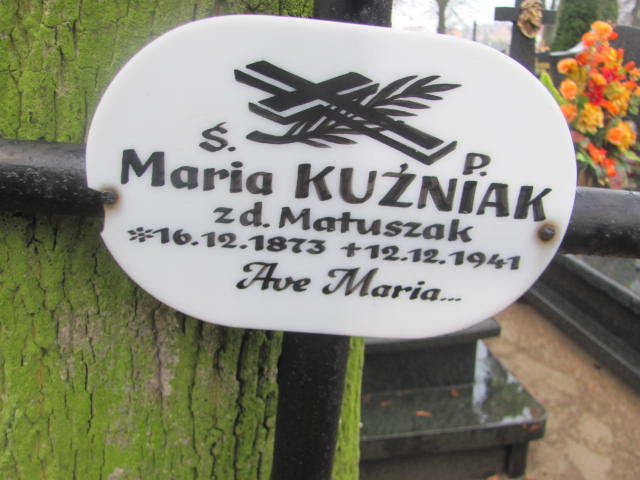 Ś. P.
Maria KUŹNIAK
zd. Matuszak
*16.12.1873 +12.12.1941
Ave Maria...